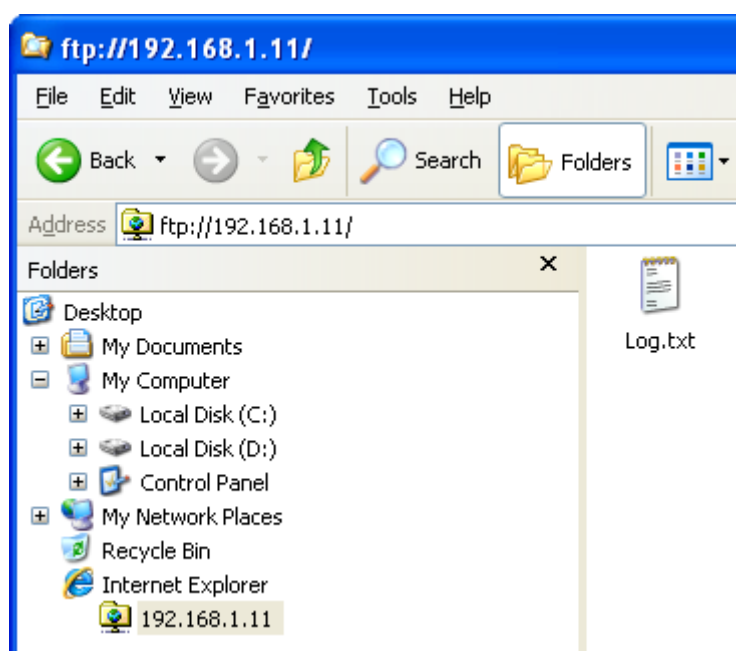 ftp://192.168.1.11/
File Edit View Favorites Tools Help
Back Search Folders
Address ftp://192.168.1.11/
Folders
Desktop
My Documents
My Computer
Local Disk (C:)
Local Disk (D:)
Control Panel
My Network Places
Recycle Bin
Internet Explorer
192.168.1.11
Log.txt